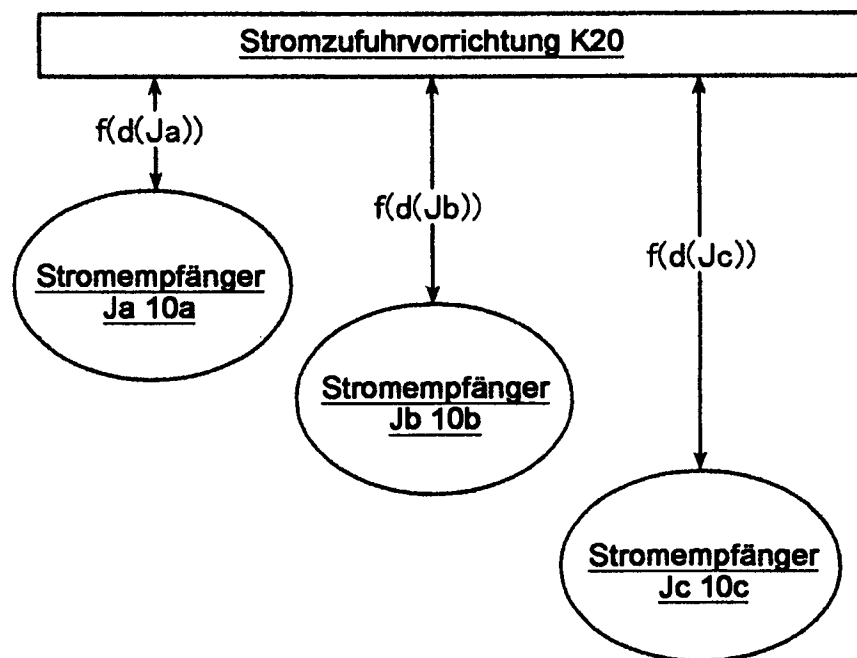 Stromzufuhrvorrichtung K20
f(d(Ja))
f(d(Jb))
f(d(Jc))
Stromempfänger
Ja 10a
Stromempfänger
Jb 10b
Stromempfänger
Jc 10c